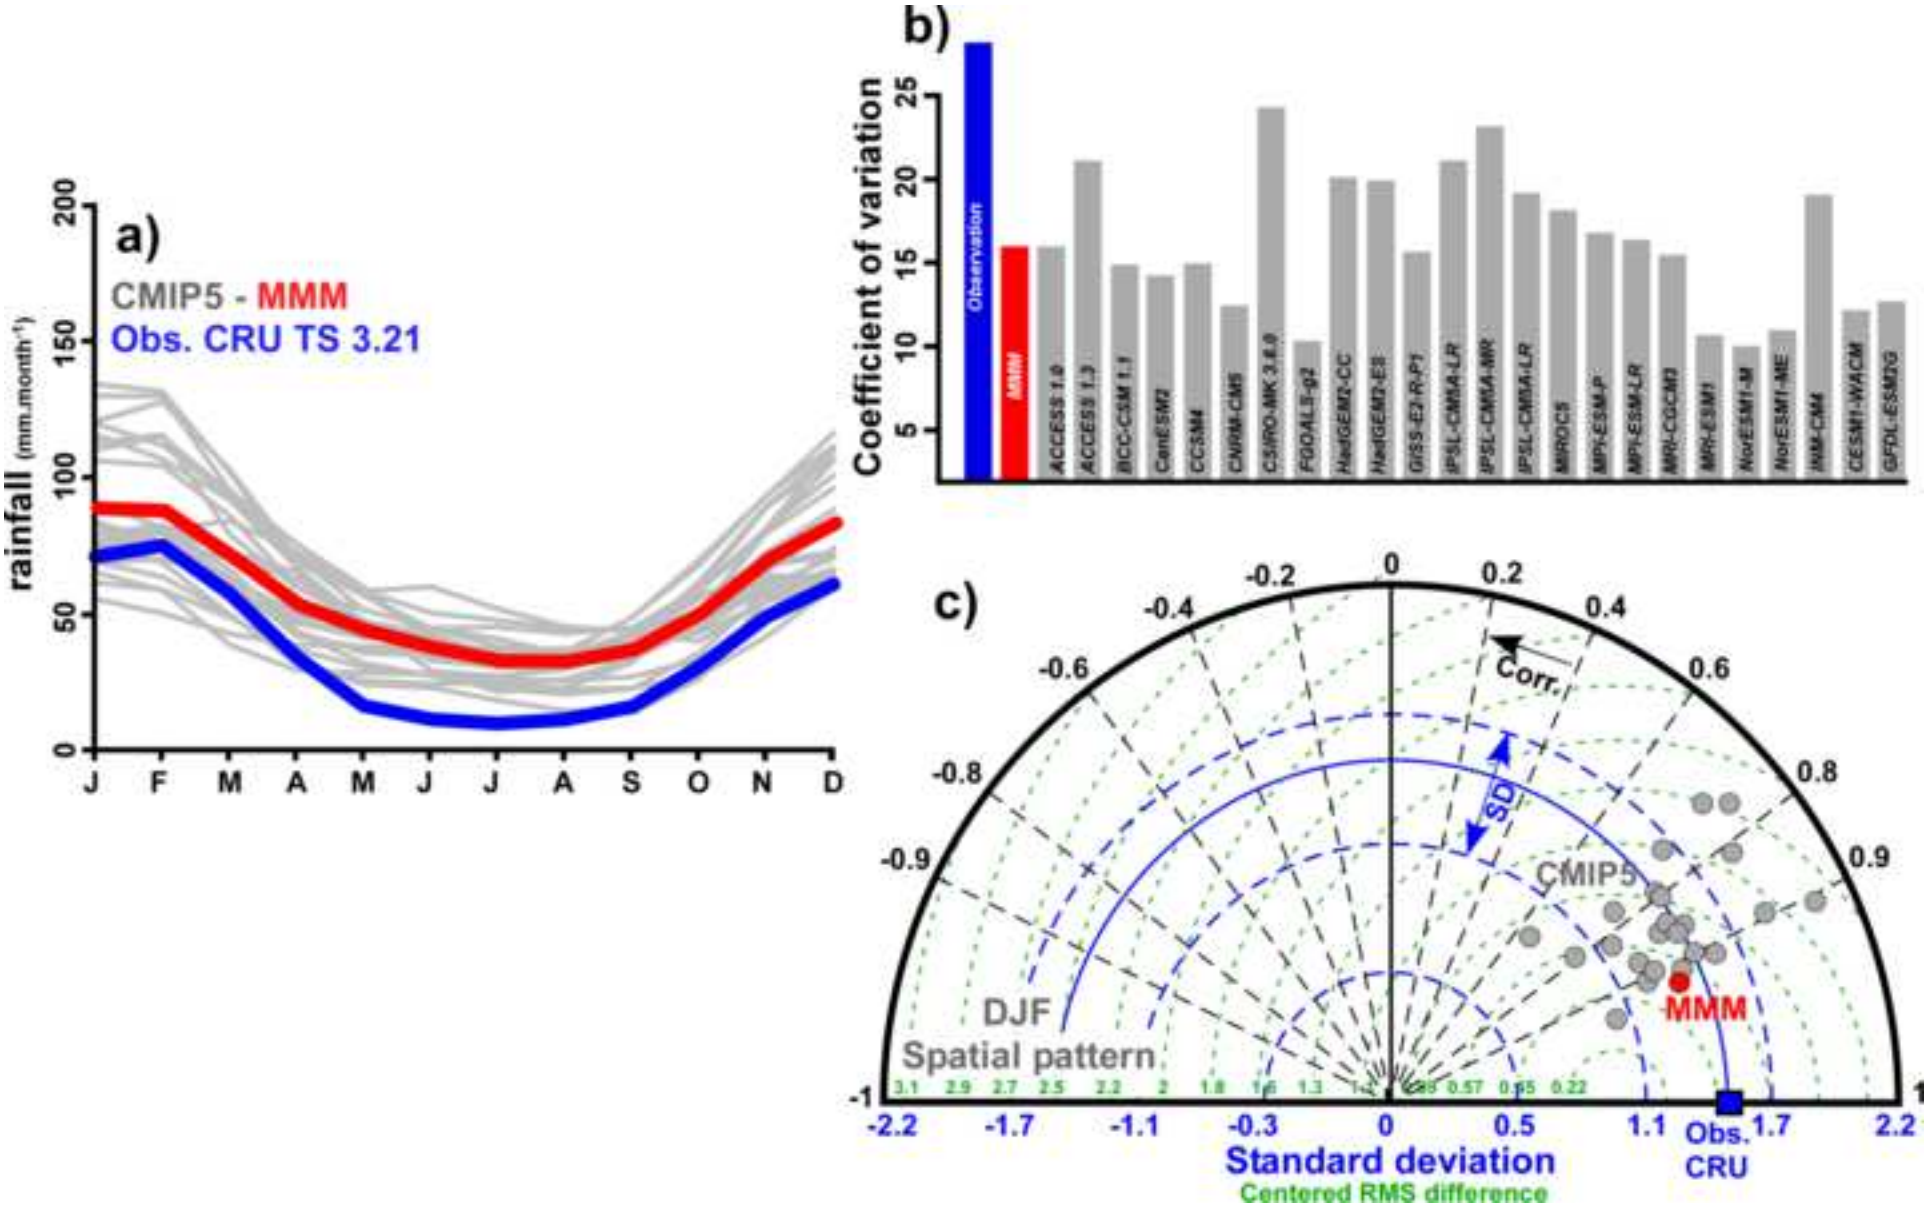 a)
CMIP5 - MMM
Obs. CRU TS 3.21
rainfall (mm.month-1)
200
150
100
50
0
J F M A M J J A S O N D
b)
Coefficient of variation
25
20
15
10
5
Observation
MMM
ACCESS 1.0
ACCESS 1.3
BCC-CSM 1.1
CanESM2
CCSM4
CNRM-CM5
CSIRO-MK 3.6.0
FGOALS-g2
HadGEM2-CC
HadGEM2-ES
GISS-E2-R-P1
IPSL-CM5A-LR
IPSL-CM5A-MR
IPSL-CM5A-LR
MIROC5
MPI-ESM-P
MPI-ESM-LR
MRI-CGCM3
MRI-ESM1
NorESM1-M
NorESM1-ME
INM-CM4
CESM1-WACM
GFDL-ESM2G
c)
-1 -0.9 -0.8 -0.6 -0.4 -0.2 0 0.2 0.4 0.6 0.8 0.9 1
Corr.
SD
CMIP5
MMM
DJF
Spatial pattern
3.1 2.9 2.7 2.5 2.3 2 1.8 1.6 1.3 0.57 0.45 0.22
-2.2 -1.7 -1.1 -0.3 0 0.5 1.1 1.7 2.2
Obs.
CRU
Standard deviation
Centered RMS difference